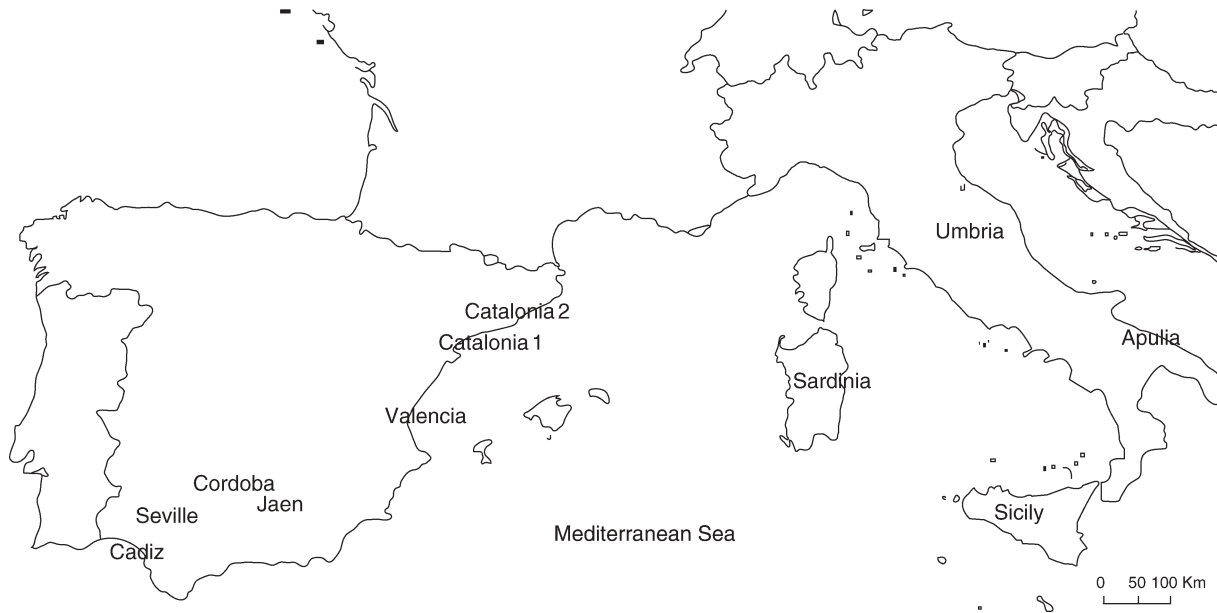 Umbria
Catalonia 2
Catalonia 1
Apulia
Sardinia
Valencia
Cordoba
Jaen
Seville
Sicily
Mediterranean Sea
Cadiz
0 50 100 Km